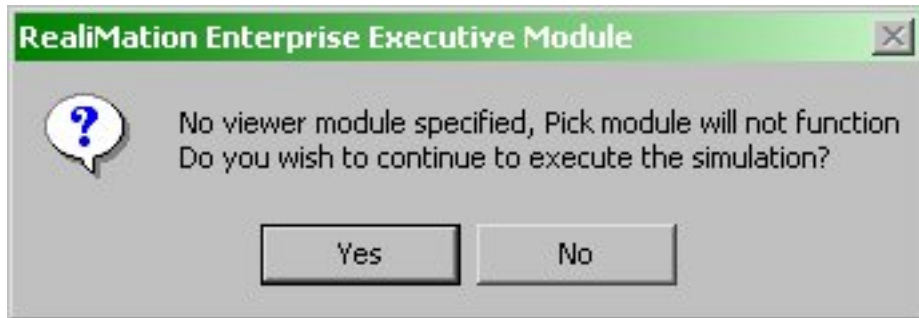 RealiMation Enterprise Executive Module
No viewer module specified, Pick module will not function
Do you wish to continue to execute the simulation?
Yes
No